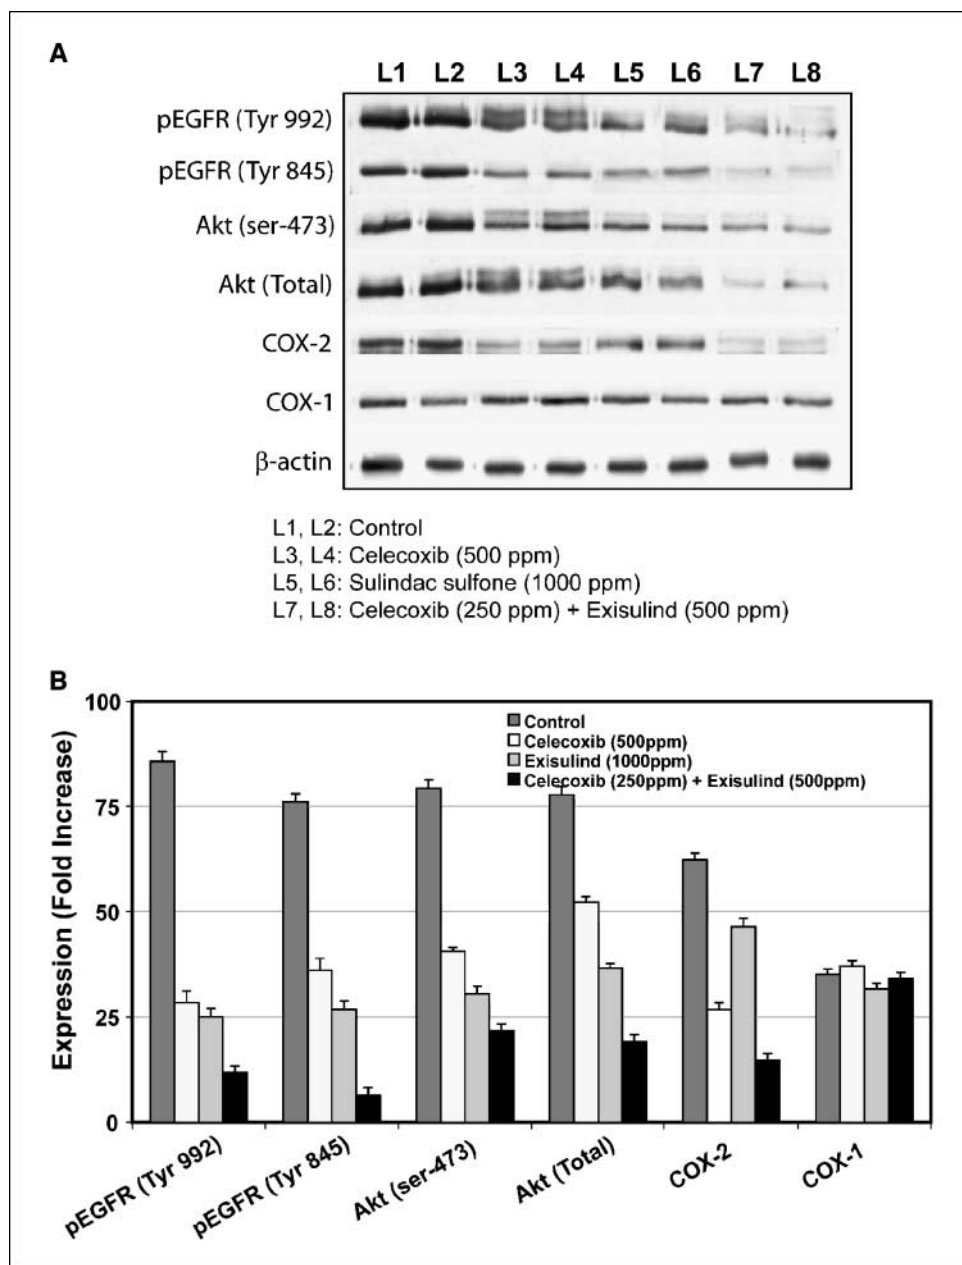 A
L1 L2 L3 L4 L5 L6 L7 L8
pEGFR (Tyr 992)
pEGFR (Tyr 845)
Akt (ser-473)
Akt (Total)
COX-2
COX-1
β-actin
L1, L2: Control
L3, L4: Celecoxib (500 ppm)
L5, L6: Sulindac sulfone (1000 ppm)
L7, L8: Celecoxib (250 ppm) + Exisulind (500 ppm)
B
Expression (Fold Increase)
100
75
50
25
0
Control
Celecoxib (500ppm)
Exisulind (1000ppm)
Celecoxib (250ppm) + Exisulind (500ppm)
pEGFR (Tyr 992)
pEGFR (Tyr 845)
Akt (ser-473)
Akt (Total)
COX-2
COX-1